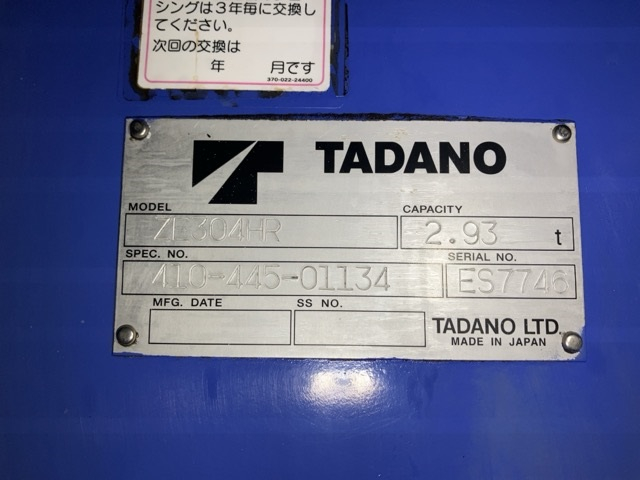 シングは3年毎に交換し
てください。
次回の交換は
年 月です
370-022-24400
TADANO
MODEL CAPACITY
ZE304HR 2.93 t
SPEC. NO. SERIAL NO.
410-445-01134 ES7746
MFG. DATE SS NO.
TADANO LTD.
MADE IN JAPAN